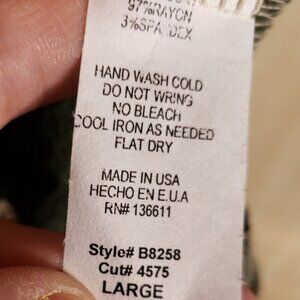 97%RAYON
3%SPANDEX
HAND WASH COLD
DO NOT WRING
NO BLEACH
COOL IRON AS NEEDED
FLAT DRY
MADE IN USA
HECHO EN E.U.A
RN# 136611
Style# B8258
Cut# 4575
LARGE